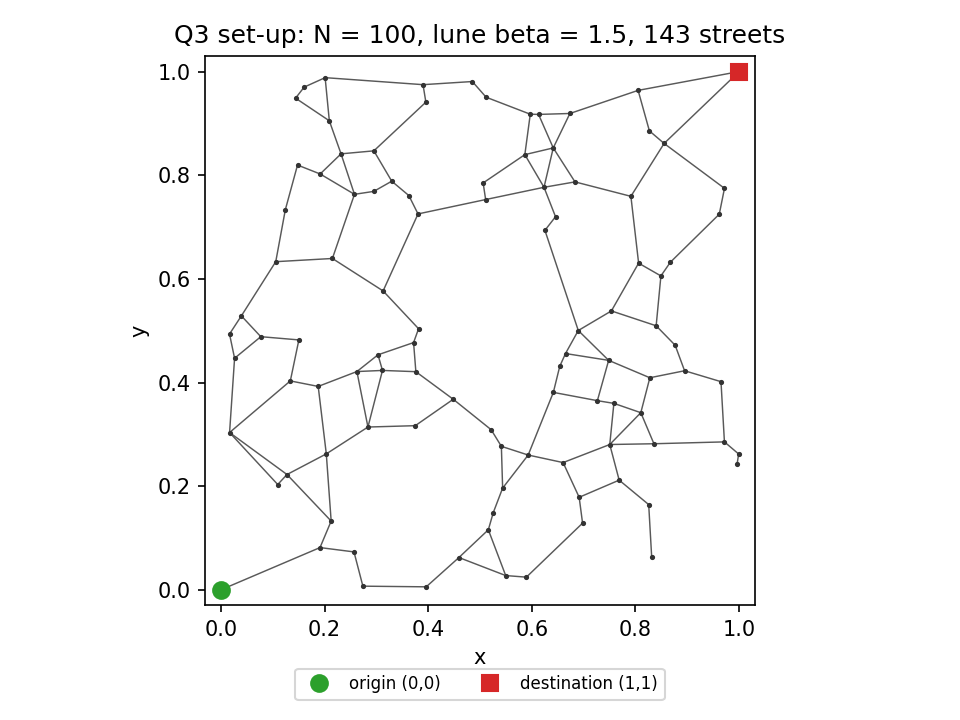 Q3 set-up: N = 100, lune beta = 1.5, 143 streets
1.0
0.8
0.6
0.4
0.2
0.0
y
0.0 0.2 0.4 0.6 0.8 1.0
x
origin (0,0) destination (1,1)